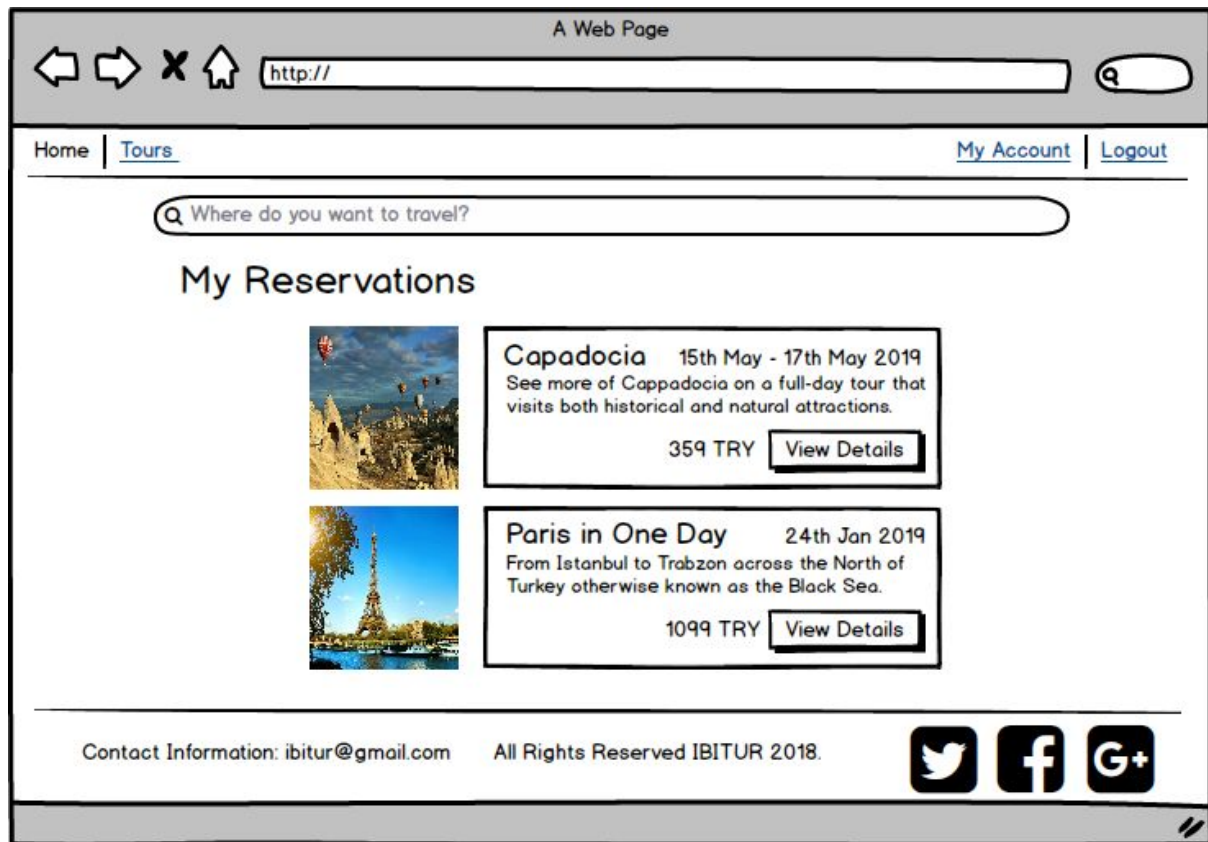 A Web Page
http://
Home Tours My Account Logout
Where do you want to travel?
My Reservations
Capadocia 15th May - 17th May 2019
See more of Cappadocia on a full-day tour that
visits both historical and natural attractions.
359 TRY View Details
Paris in One Day 24th Jan 2019
From Istanbul to Trabzon across the North of
Turkey otherwise known as the Black Sea.
1099 TRY View Details
Contact Information: ibitur@gmail.com All Rights Reserved IBITUR 2018.
G+